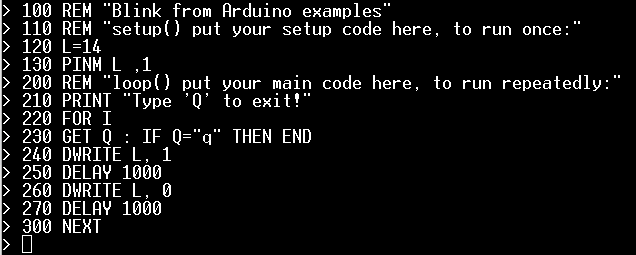 > 100 REM "Blink from Arduino examples"
> 110 REM "setup() put your setup code here, to run once:"
> 120 L=14
> 130 PINM L ,1
> 200 REM "loop() put your main code here, to run repeatedly:"
> 210 PRINT "Type 'Q' to exit!"
> 220 FOR I
> 230 GET Q : IF Q="q" THEN END
> 240 DWRITE L, 1
> 250 DELAY 1000
> 260 DWRITE L, 0
> 270 DELAY 1000
> 300 NEXT
>